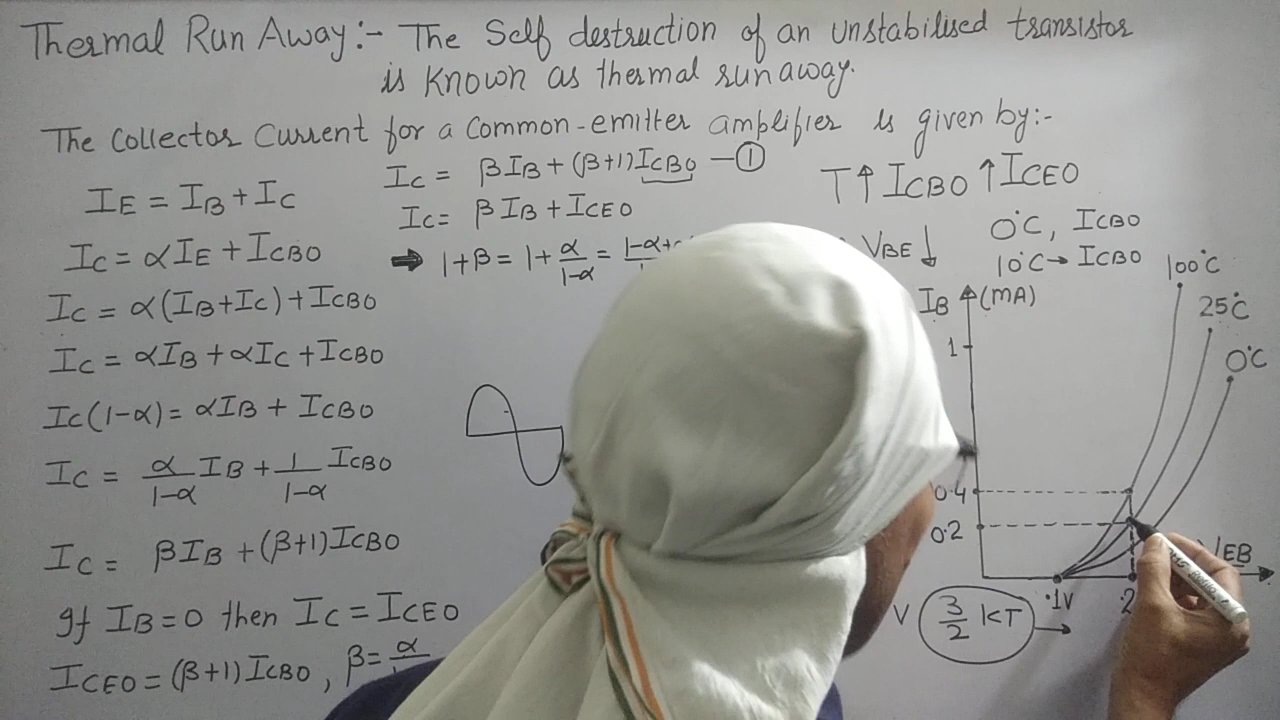 Thermal Run Away:- The Self destruction of an unstabilised transistor
is known as thermal run away.
The Collector Current for a Common-emitter amplifier is given by:-
IE = IB + IC
IC = αIE + ICBO
IC = α(IB+IC) + ICBO
IC = αIB + αIC + ICBO
IC(1-α) = αIB + ICBO
IC = α/1-α IB + 1/1-α ICBO
IC = βIB + (β+1)ICBO
If IB=0 then IC = ICEO
ICEO = (β+1)ICBO, β= α
IC = βIB + (β+1)ICBO —①
IC = βIB + ICEO
⇒ 1+β = 1+ α/1-α = 1-α+
T↑ ICBO ↑ICEO
VBE↓
0°C, ICBO
10°C→ ICBO
IB (mA)
100°C
25°C
0°C
1
0.4
0.2
.1V
.2
VEB
V 3/2 KT →